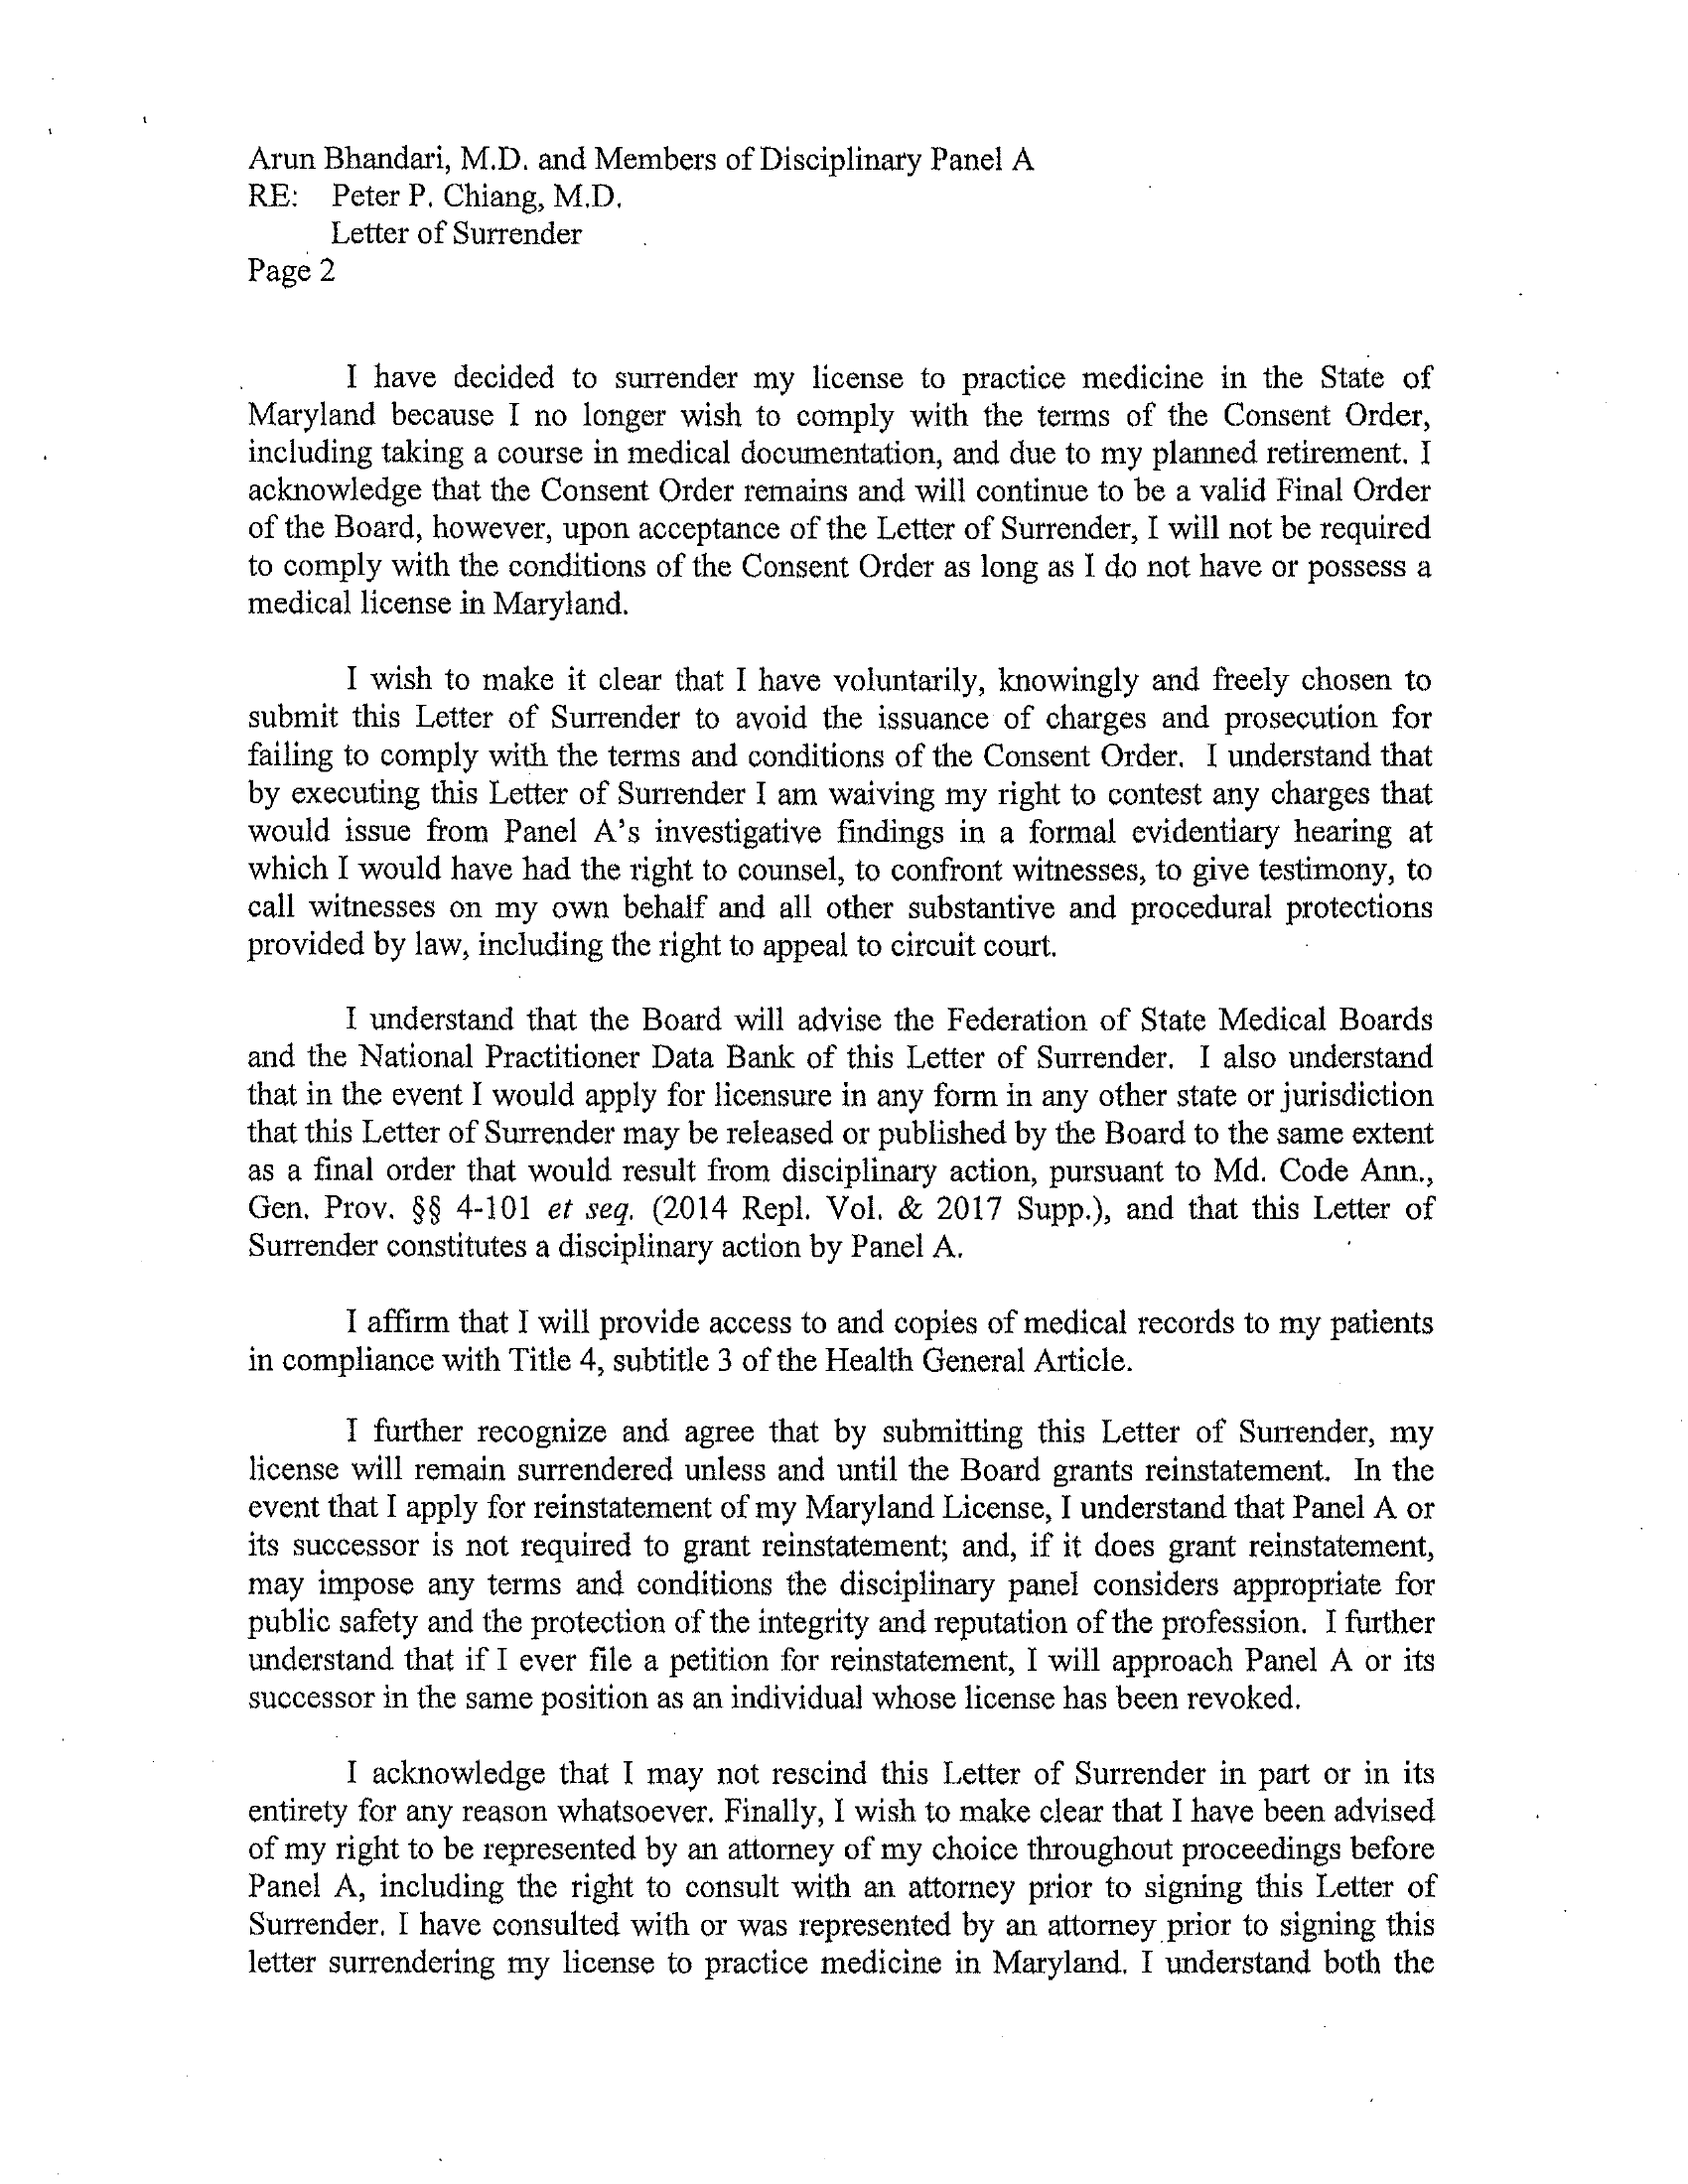 Arun Bhandari, M.D. and Members of Disciplinary Panel A
RE: Peter P. Chiang, M.D.
Letter of Surrender
Page 2
I have decided to surrender my license to practice medicine in the State of
Maryland because I no longer wish to comply with the terms of the Consent Order,
including taking a course in medical documentation, and due to my planned retirement. I
acknowledge that the Consent Order remains and will continue to be a valid Final Order
of the Board, however, upon acceptance of the Letter of Surrender, I will not be required
to comply with the conditions of the Consent Order as long as I do not have or possess a
medical license in Maryland.
I wish to make it clear that I have voluntarily, knowingly and freely chosen to
submit this Letter of Surrender to avoid the issuance of charges and prosecution for
failing to comply with the terms and conditions of the Consent Order. I understand that
by executing this Letter of Surrender I am waiving my right to contest any charges that
would issue from Panel A's investigative findings in a formal evidentiary hearing at
which I would have had the right to counsel, to confront witnesses, to give testimony, to
call witnesses on my own behalf and all other substantive and procedural protections
provided by law, including the right to appeal to circuit court.
I understand that the Board will advise the Federation of State Medical Boards
and the National Practitioner Data Bank of this Letter of Surrender. I also understand
that in the event I would apply for licensure in any form in any other state or jurisdiction
that this Letter of Surrender may be released or published by the Board to the same extent
as a final order that would result from disciplinary action, pursuant to Md. Code Ann.,
Gen. Prov. §§ 4-101 et seq. (2014 Repl. Vol. & 2017 Supp.), and that this Letter of
Surrender constitutes a disciplinary action by Panel A.
I affirm that I will provide access to and copies of medical records to my patients
in compliance with Title 4, subtitle 3 of the Health General Article.
I further recognize and agree that by submitting this Letter of Surrender, my
license will remain surrendered unless and until the Board grants reinstatement. In the
event that I apply for reinstatement of my Maryland License, I understand that Panel A or
its successor is not required to grant reinstatement; and, if it does grant reinstatement,
may impose any terms and conditions the disciplinary panel considers appropriate for
public safety and the protection of the integrity and reputation of the profession. I further
understand that if I ever file a petition for reinstatement, I will approach Panel A or its
successor in the same position as an individual whose license has been revoked.
I acknowledge that I may not rescind this Letter of Surrender in part or in its
entirety for any reason whatsoever. Finally, I wish to make clear that I have been advised
of my right to be represented by an attorney of my choice throughout proceedings before
Panel A, including the right to consult with an attorney prior to signing this Letter of
Surrender. I have consulted with or was represented by an attorney prior to signing this
letter surrendering my license to practice medicine in Maryland. I understand both the